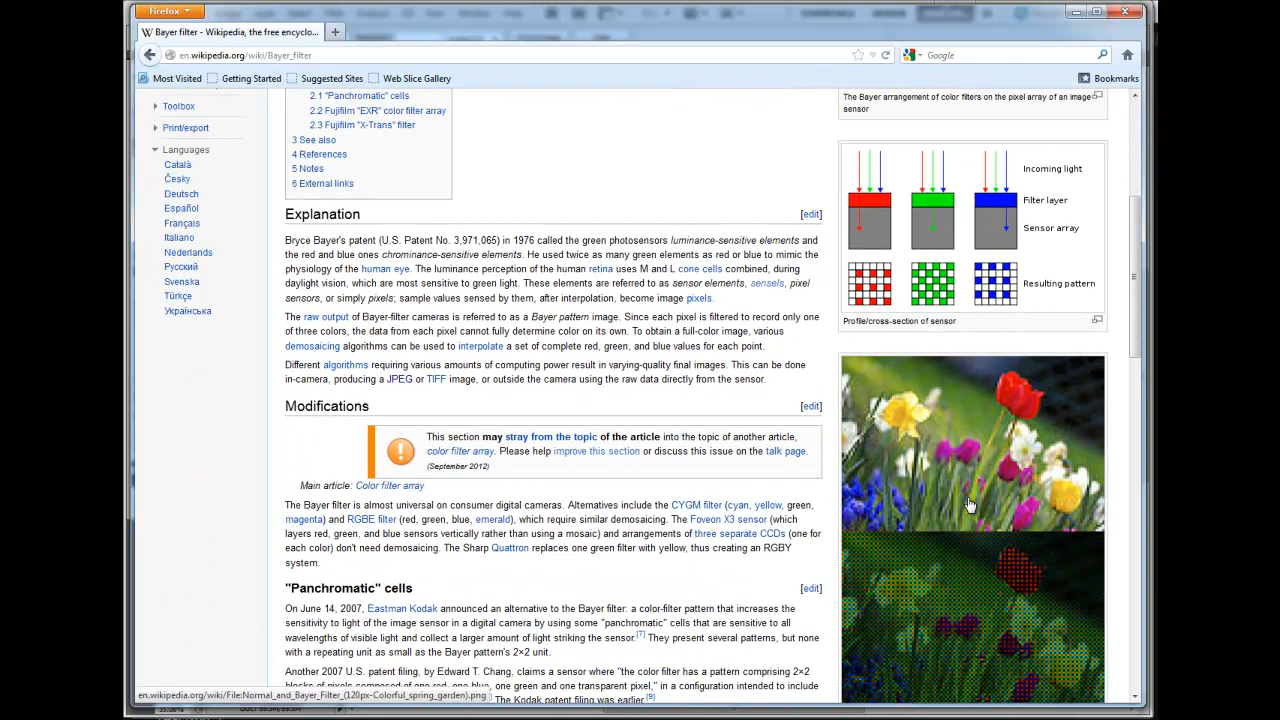 Firefox
Bayer filter - Wikipedia, the free encyclo...
en.wikipedia.org/wiki/Bayer_filter
Google
Most Visited
Getting Started
Suggested Sites
Web Slice Gallery
Bookmarks
Toolbox
Print/export
Languages
Català
Česky
Deutsch
Español
Français
Italiano
Nederlands
Русский
Svenska
Türkçe
Українська
2.1 "Panchromatic" cells
2.2 Fujifilm "EXR" color filter array
2.3 Fujifilm "X-Trans" filter
3 See also
4 References
5 Notes
6 External links
Explanation
[edit]
Bryce Bayer's patent (U.S. Patent No. 3,971,065) in 1976 called the green photosensors luminance-sensitive elements and
the red and blue ones chrominance-sensitive elements. He used twice as many green elements as red or blue to mimic the
physiology of the human eye. The luminance perception of the human retina uses M and L cone cells combined, during
daylight vision, which are most sensitive to green light. These elements are referred to as sensor elements, sensels, pixel
sensors, or simply pixels; sample values sensed by them, after interpolation, become image pixels.
The raw output of Bayer-filter cameras is referred to as a Bayer pattern image. Since each pixel is filtered to record only one
of three colors, the data from each pixel cannot fully determine color on its own. To obtain a full-color image, various
demosaicing algorithms can be used to interpolate a set of complete red, green, and blue values for each point.
Different algorithms requiring various amounts of computing power result in varying-quality final images. This can be done
in-camera, producing a JPEG or TIFF image, or outside the camera using the raw data directly from the sensor.
Modifications
[edit]
This section may stray from the topic of the article into the topic of another article,
color filter array. Please help improve this section or discuss this issue on the talk page.
(September 2012)
Main article: Color filter array
The Bayer filter is almost universal on consumer digital cameras. Alternatives include the CYGM filter (cyan, yellow, green,
magenta) and RGBE filter (red, green, blue, emerald), which require similar demosaicing. The Foveon X3 sensor (which
layers red, green, and blue sensors vertically rather than using a mosaic) and arrangements of three separate CCDs (one for
each color) don't need demosaicing. The Sharp Quattron replaces one green filter with yellow, thus creating an RGBY
system.
"Panchromatic" cells
[edit]
On June 14, 2007, Eastman Kodak announced an alternative to the Bayer filter: a color-filter pattern that increases the
sensitivity to light of the image sensor in a digital camera by using some "panchromatic" cells that are sensitive to all
wavelengths of visible light and collect a larger amount of light striking the sensor.[7] They present several patterns, but none
with a repeating unit as small as the Bayer pattern's 2×2 unit.
Another 2007 U.S. patent filing, by Edward T. Chang, claims a sensor where "the color filter has a pattern comprising 2×2
one green and one transparent pixel," in a configuration intended to include
The Kodak patent filing was earlier.[9]
en.wikipedia.org/wiki/File:Normal_and_Bayer_Filter_(120px-Colorful_spring_garden).png
The Bayer arrangement of color filters on the pixel array of an image
sensor
Incoming light
Filter layer
Sensor array
Resulting pattern
Profile/cross-section of sensor